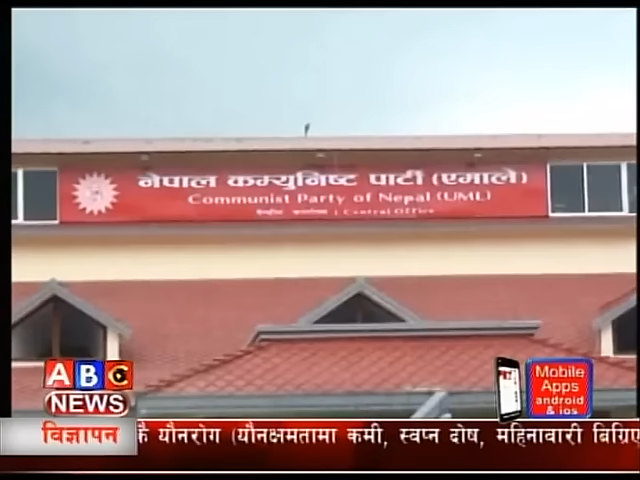 नेपाल कम्युनिष्ट पार्टी (एमाले)
Communist Party of Nepal (UML)
केन्द्रीय कार्यालय | Central Office
ABC
NEWS
Mobile
Apps
android
& ios
विज्ञापन
कै यौनरोग (यौनक्षमतामा कमी, स्वप्न दोष, महिनावारी बिग्रिए